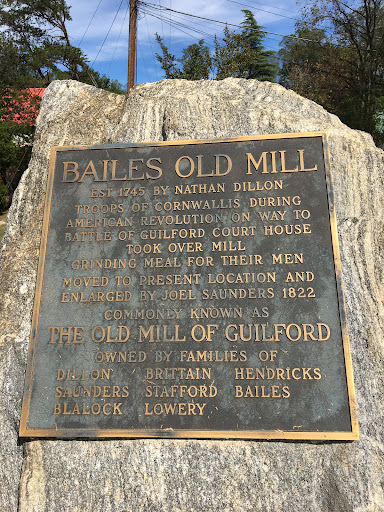 BAILES OLD MILL
EST 1745 BY NATHAN DILLON
TROOPS OF CORNWALLIS DURING
AMERICAN REVOLUTION ON WAY TO
BATTLE OF GUILFORD COURT HOUSE
TOOK OVER MILL
GRINDING MEAL FOR THEIR MEN
MOVED TO PRESENT LOCATION AND
ENLARGED BY JOEL SAUNDERS 1822
COMMONLY KNOWN AS
THE OLD MILL OF GUILFORD
OWNED BY FAMILIES OF
DILLON BRITTAIN HENDRICKS
SAUNDERS STAFFORD BAILES
BLALOCK LOWERY